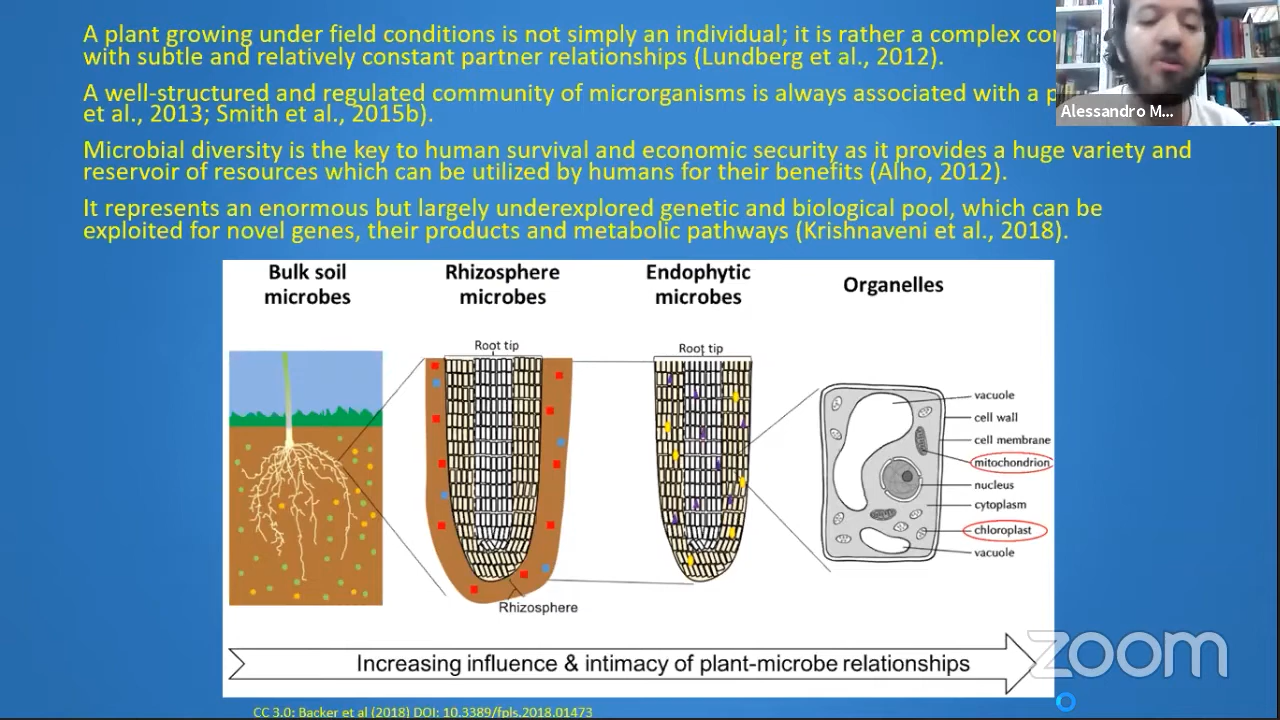 A plant growing under field conditions is not simply an individual; it is rather a complex
with subtle and relatively constant partner relationships (Lundberg et al., 2012).
A well-structured and regulated community of microrganisms is always associated with a
et al., 2013; Smith et al., 2015b).
Microbial diversity is the key to human survival and economic security as it provides a huge variety and
reservoir of resources which can be utilized by humans for their benefits (Alho, 2012).
It represents an enormous but largely underexplored genetic and biological pool, which can be
exploited for novel genes, their products and metabolic pathways (Krishnaveni et al., 2018).
Alessandro M...
Bulk soil
microbes
Rhizosphere
microbes
Endophytic
microbes
Organelles
Root tip
Rhizosphere
Root tip
vacuole
cell wall
cell membrane
mitochondrion
nucleus
cytoplasm
chloroplast
vacuole
Increasing influence & intimacy of plant-microbe relationships
zoom
CC 3.0: Backer et al (2018) DOI: 10.3389/fpls.2018.01473